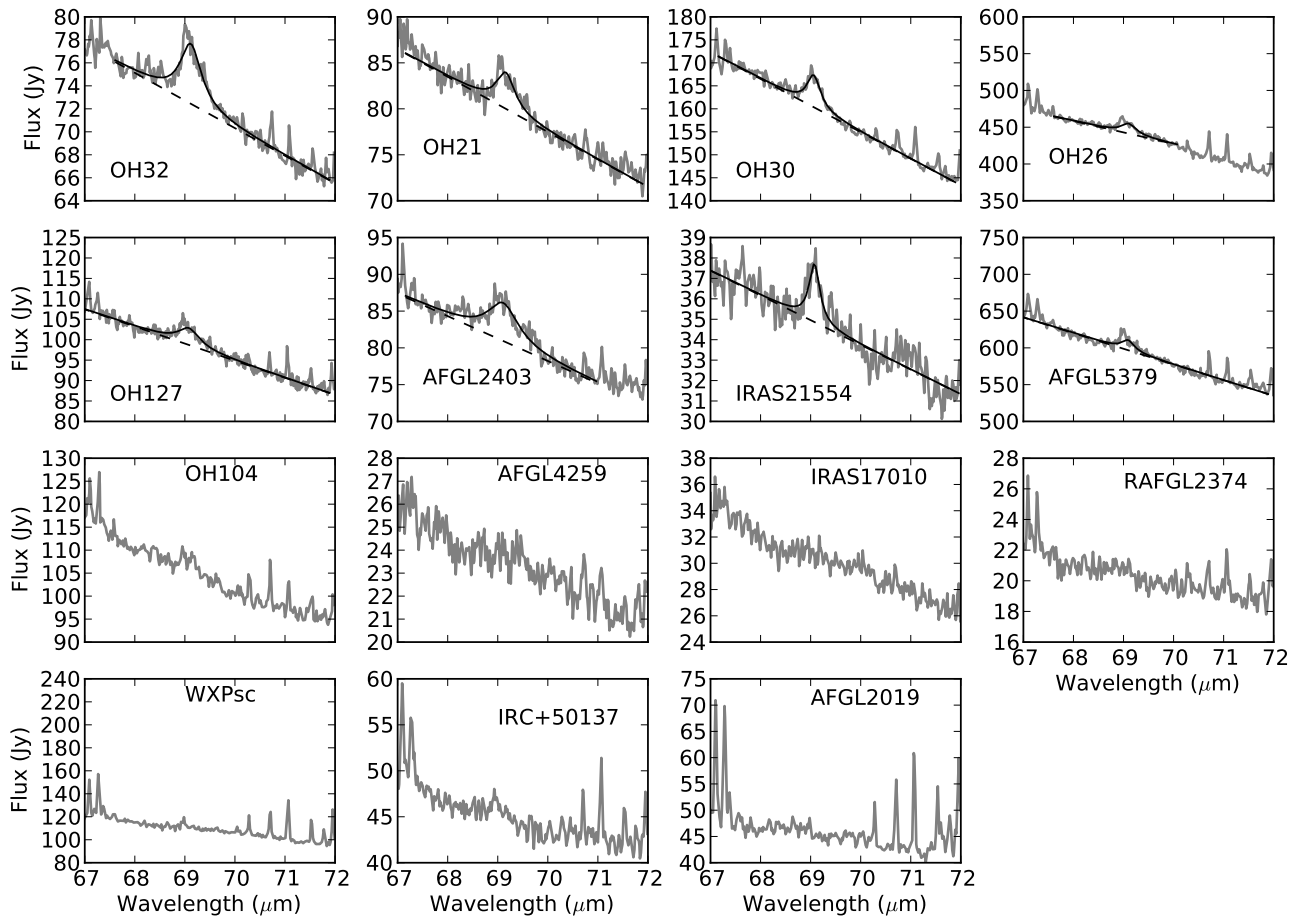 80 78 76 74 72 70 68 66 64
Flux (Jy)
OH32
90 85 80 75 70
OH21
180 175 170 165 160 155 150 145 140
OH30
600 550 500 450 400 350
OH26
125 120 115 110 105 100 95 90 85 80
Flux (Jy)
OH127
95 90 85 80 75 70
AFGL2403
39 38 37 36 35 34 33 32 31 30
IRAS21554
750 700 650 600 550 500
AFGL5379
130 125 120 115 110 105 100 95 90
Flux (Jy)
OH104
28 27 26 25 24 23 22 21 20
AFGL4259
38 36 34 32 30 28 26 24
IRAS17010
28 26 24 22 20 18 16
RAFGL2374
67 68 69 70 71 72
Wavelength (μm)
240 220 200 180 160 140 120 100 80
Flux (Jy)
WXPsc
67 68 69 70 71 72
Wavelength (μm)
60 55 50 45 40
IRC+50137
67 68 69 70 71 72
Wavelength (μm)
75 70 65 60 55 50 45 40
AFGL2019
67 68 69 70 71 72
Wavelength (μm)